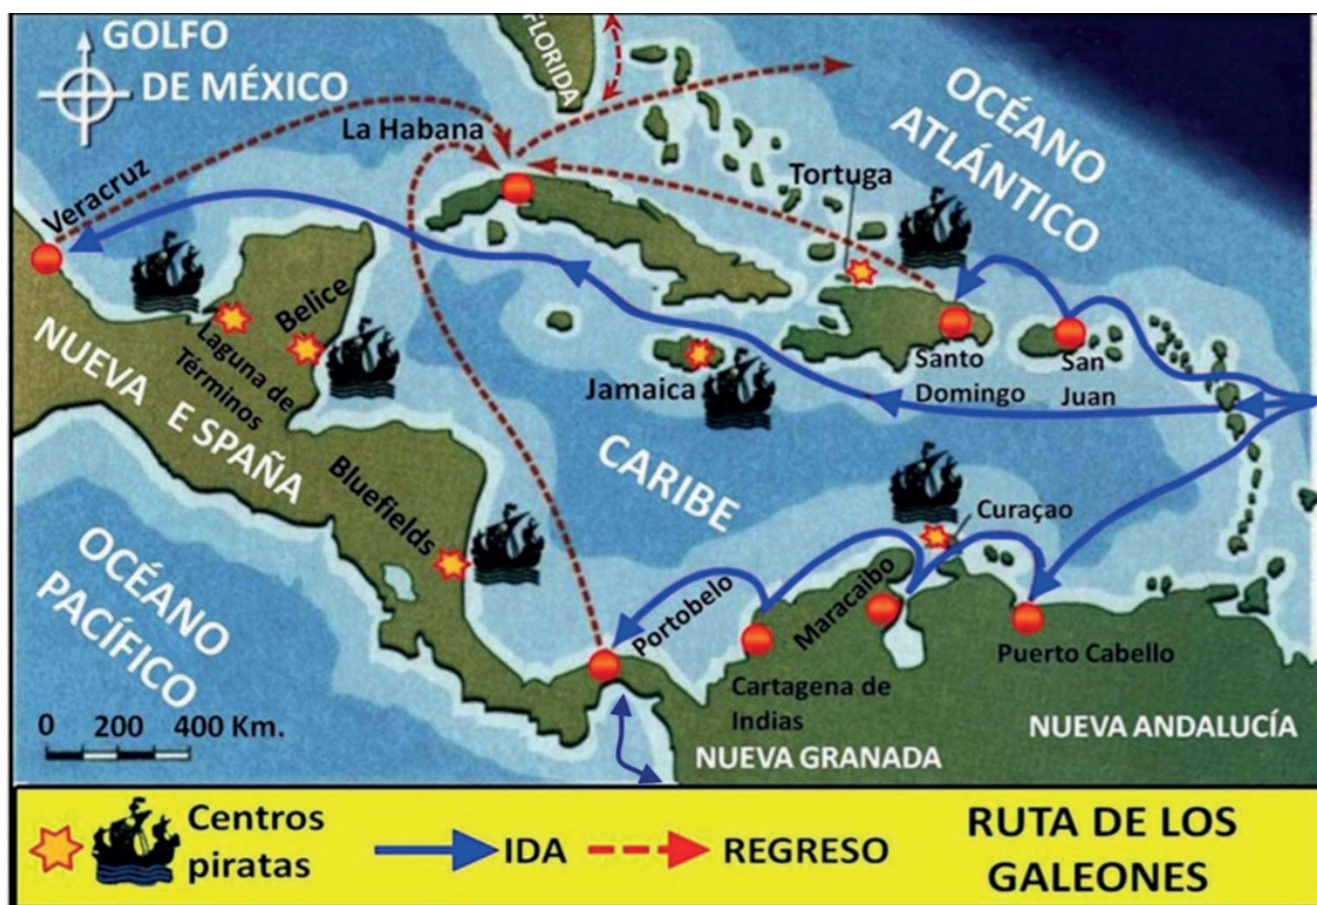 GOLFO
DE MÉXICO
FLORIDA
La Habana
OCÉANO
ATLÁNTICO
Tortuga
Veracruz
Belice
Laguna de
Términos
NUEVA E SPAÑA
Jamaica
Santo
Domingo
San
Juan
CARIBE
Curaçao
Bluefields
OCÉANO
PACÍFICO
Portobelo
Maracaibo
Puerto Cabello
Cartagena de
Indias
NUEVA ANDALUCÍA
NUEVA GRANADA
0 200 400 Km.
Centros
piratas
IDA
REGRESO
RUTA DE LOS
GALEONES